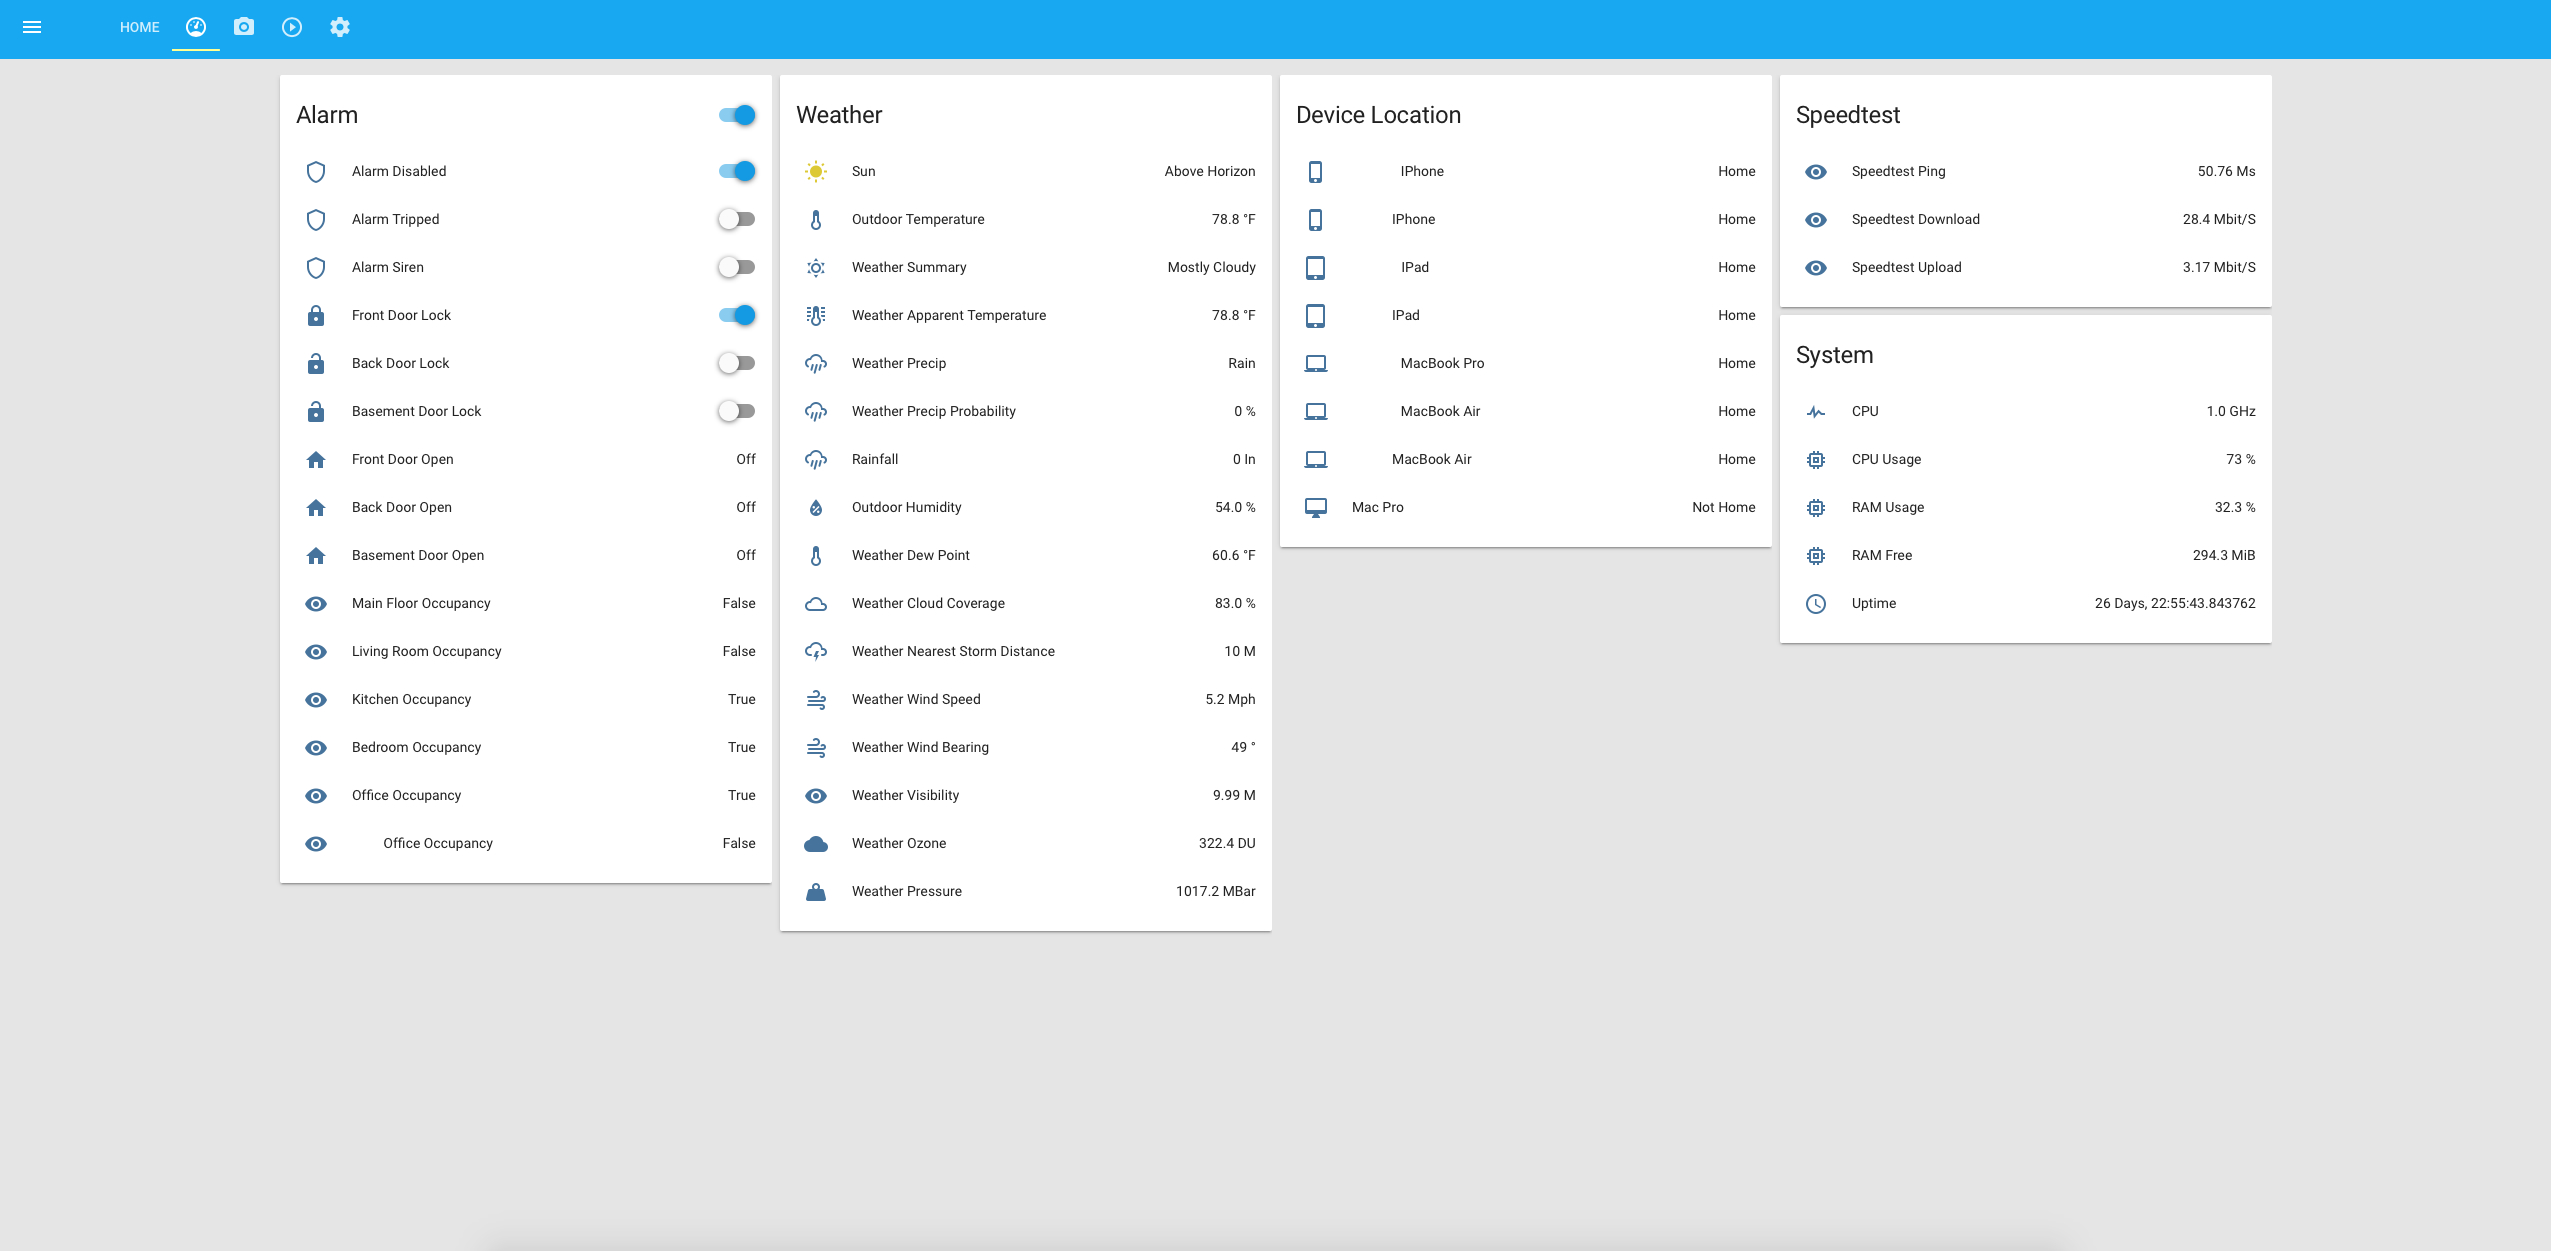 HOME
Alarm
Alarm Disabled
Alarm Tripped
Alarm Siren
Front Door Lock
Back Door Lock
Basement Door Lock
Front Door Open Off
Back Door Open Off
Basement Door Open Off
Main Floor Occupancy False
Living Room Occupancy False
Kitchen Occupancy True
Bedroom Occupancy True
Office Occupancy True
Office Occupancy False
Weather
Sun Above Horizon
Outdoor Temperature 78.8 °F
Weather Summary Mostly Cloudy
Weather Apparent Temperature 78.8 °F
Weather Precip Rain
Weather Precip Probability 0 %
Rainfall 0 In
Outdoor Humidity 54.0 %
Weather Dew Point 60.6 °F
Weather Cloud Coverage 83.0 %
Weather Nearest Storm Distance 10 M
Weather Wind Speed 5.2 Mph
Weather Wind Bearing 49 °
Weather Visibility 9.99 M
Weather Ozone 322.4 DU
Weather Pressure 1017.2 MBar
Device Location
IPhone Home
IPhone Home
IPad Home
IPad Home
MacBook Pro Home
MacBook Air Home
MacBook Air Home
Mac Pro Not Home
Speedtest
Speedtest Ping 50.76 Ms
Speedtest Download 28.4 Mbit/S
Speedtest Upload 3.17 Mbit/S
System
CPU 1.0 GHz
CPU Usage 73 %
RAM Usage 32.3 %
RAM Free 294.3 MiB
Uptime 26 Days, 22:55:43.843762